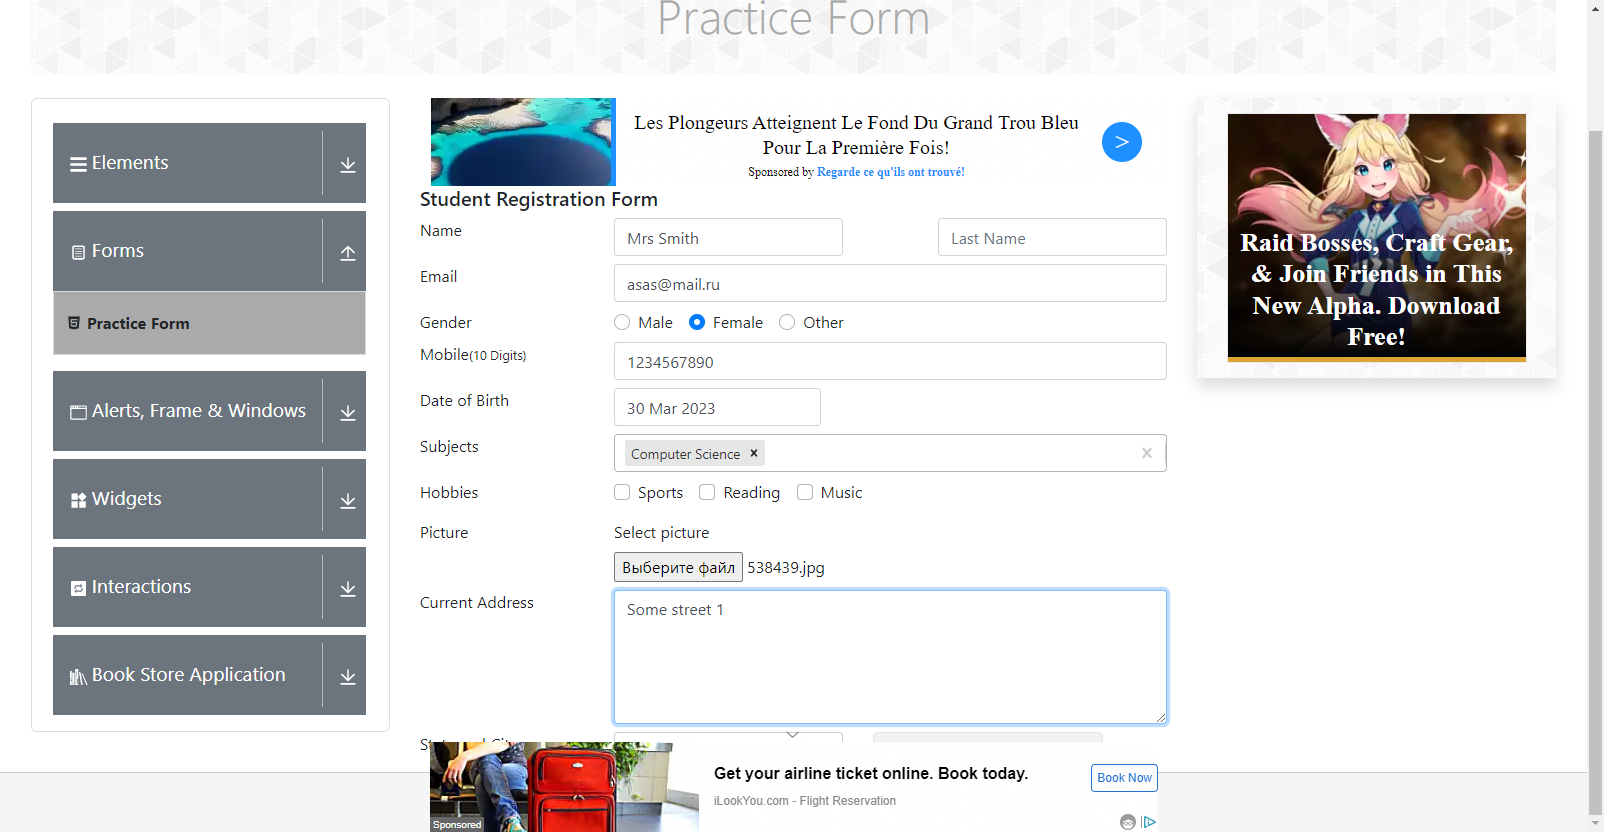 Practice Form
Elements
Forms
Practice Form
Alerts, Frame & Windows
Widgets
Interactions
Book Store Application
Les Plongeurs Atteignent Le Fond Du Grand Trou Bleu
Pour La Première Fois!
Sponsored by Regarde ce qu'ils ont trouvé!
>
Student Registration Form
Name
Mrs Smith
Last Name
Email
asas@mail.ru
Gender
Male
Female
Other
Mobile(10 Digits)
1234567890
Date of Birth
30 Mar 2023
Subjects
Computer Science
Hobbies
Sports
Reading
Music
Picture
Select picture
Выберите файл 538439.jpg
Current Address
Some street 1
Raid Bosses, Craft Gear,
& Join Friends in This
New Alpha. Download
Free!
Get your airline ticket online. Book today.
iLookYou.com - Flight Reservation
Book Now
Sponsored